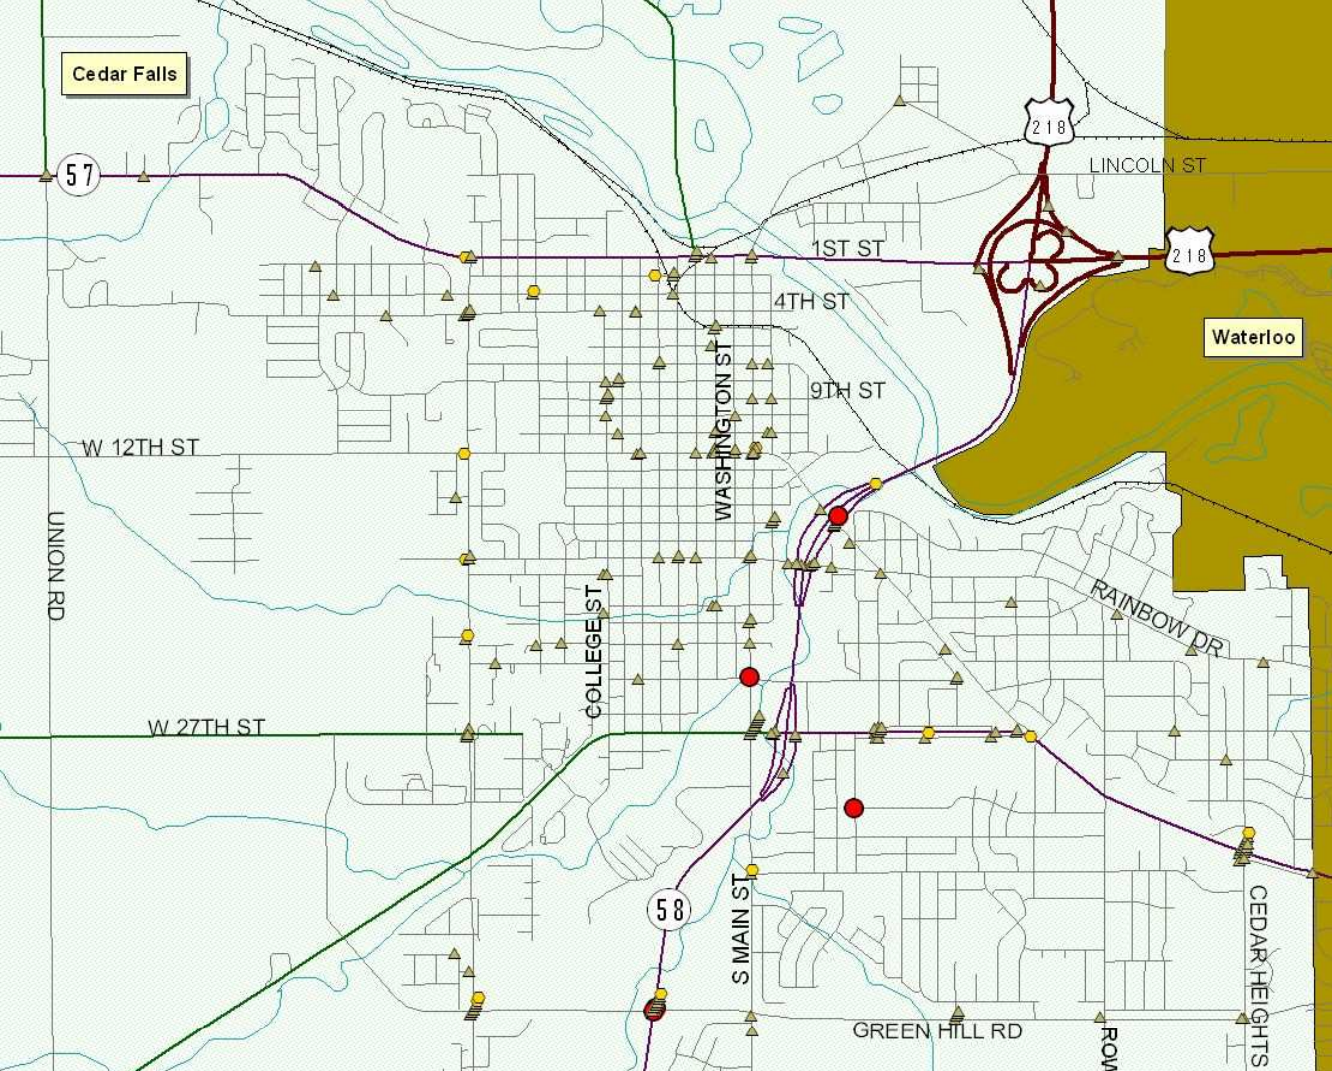 Cedar Falls
218
57
LINCOLN ST
1ST ST
218
4TH ST
Waterloo
WASHINGTON ST
9TH ST
W 12TH ST
UNION RD
COLLEGE ST
RAINBOW DR
W 27TH ST
58
S MAIN ST
CEDAR HEIGHTS
GREEN HILL RD
ROW